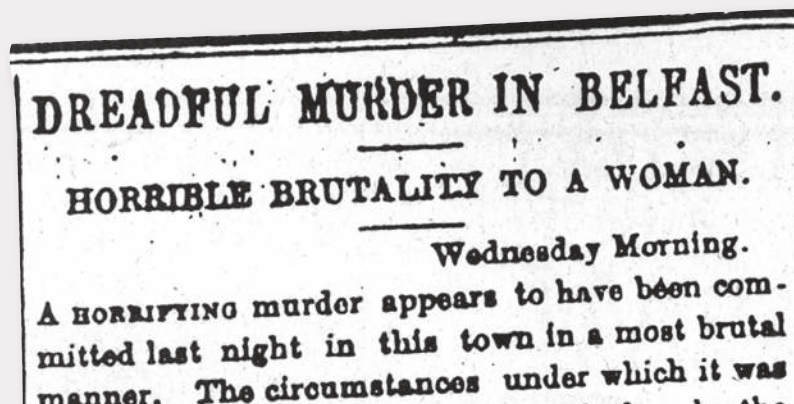 DREADFUL MURDER IN BELFAST.
HORRIBLE BRUTALITY TO A WOMAN.
Wednesday Morning.
A HORRIFYING murder appears to have been com-
mitted last night in this town in a most brutal
manner. The circumstances under which it was
the